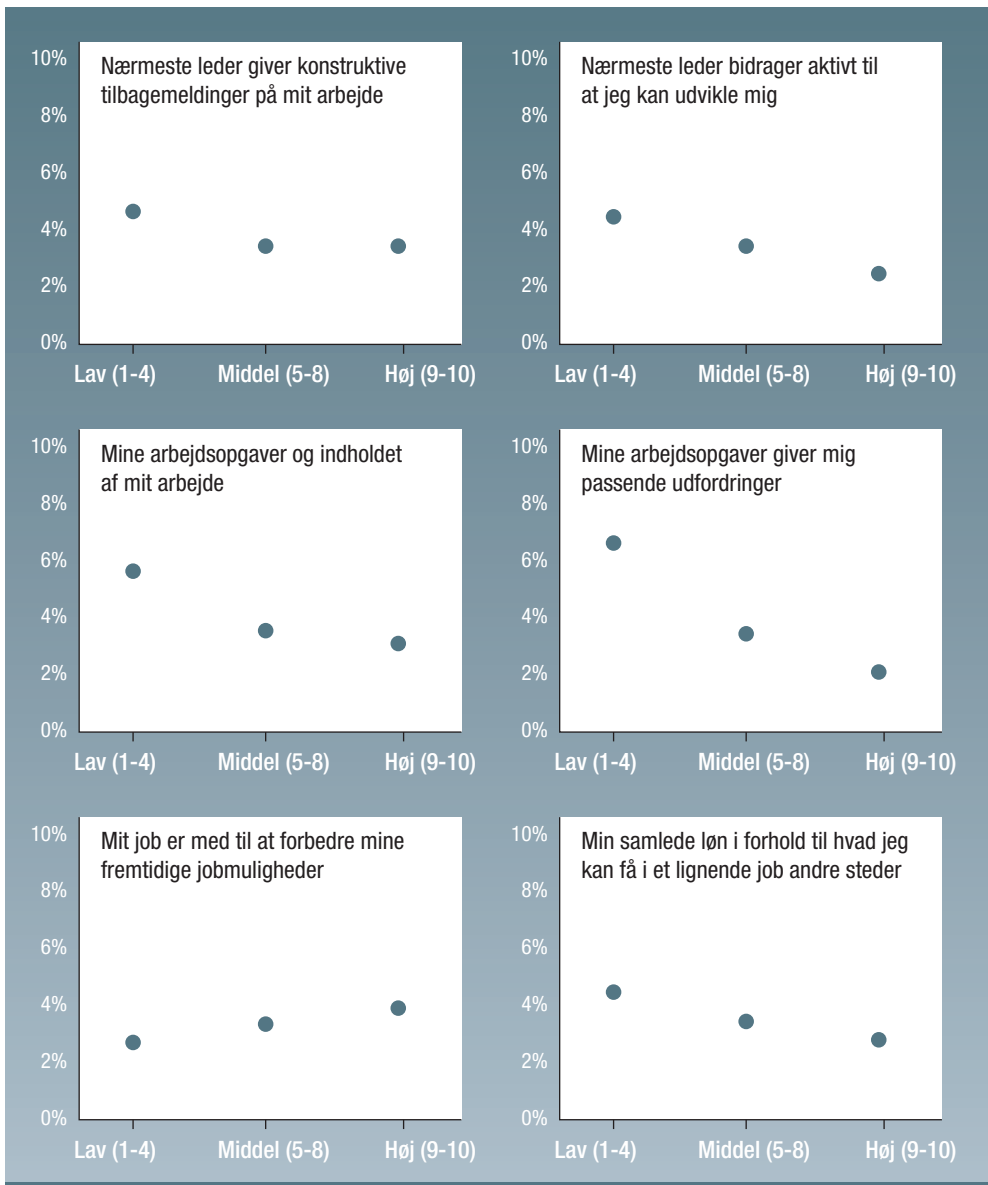 10%
Nærmeste leder giver konstruktive
tilbagemeldinger på mit arbejde
8%
6%
4%
2%
0%
Lav (1-4) Middel (5-8) Høj (9-10)
10%
Nærmeste leder bidrager aktivt til
at jeg kan udvikle mig
8%
6%
4%
2%
0%
Lav (1-4) Middel (5-8) Høj (9-10)
10%
Mine arbejdsopgaver og indholdet
af mit arbejde
8%
6%
4%
2%
0%
Lav (1-4) Middel (5-8) Høj (9-10)
10%
Mine arbejdsopgaver giver mig
passende udfordringer
8%
6%
4%
2%
0%
Lav (1-4) Middel (5-8) Høj (9-10)
10%
Mit job er med til at forbedre mine
fremtidige jobmuligheder
8%
6%
4%
2%
0%
Lav (1-4) Middel (5-8) Høj (9-10)
10%
Min samlede løn i forhold til hvad jeg
kan få i et lignende job andre steder
8%
6%
4%
2%
0%
Lav (1-4) Middel (5-8) Høj (9-10)